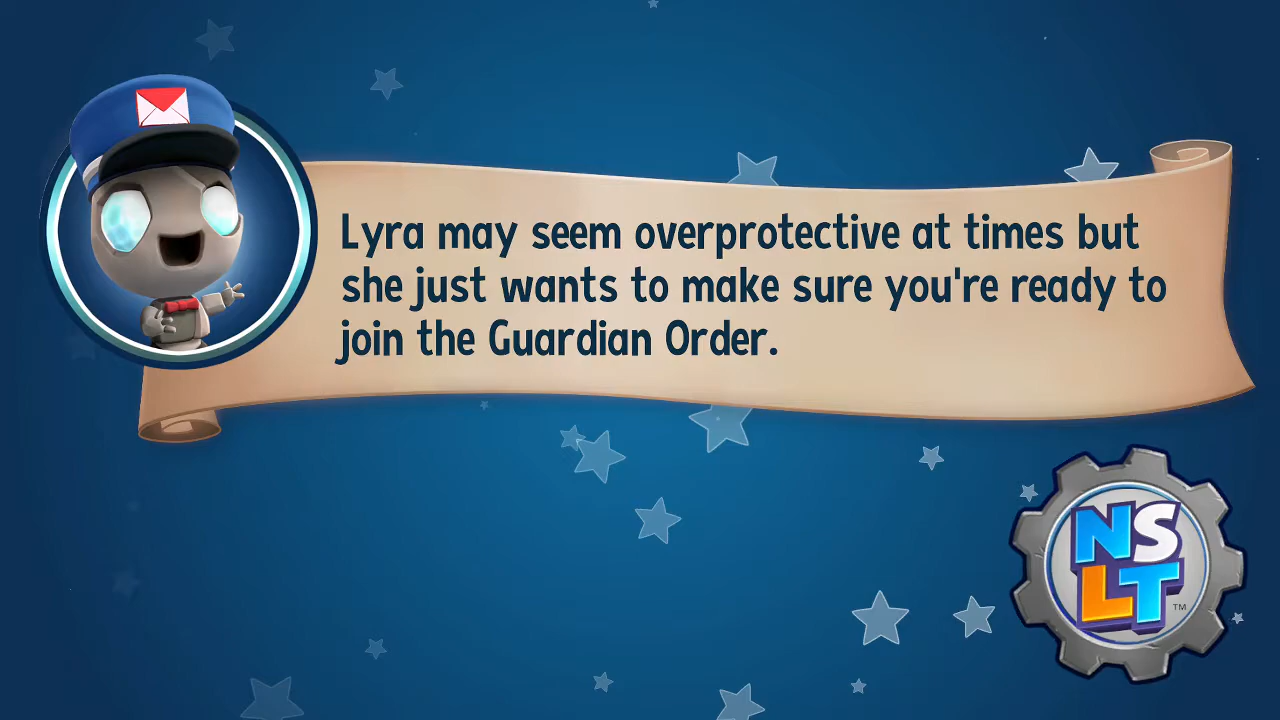 Lyra may seem overprotective at times but
she just wants to make sure you're ready to
join the Guardian Order.
NS
LT
TM